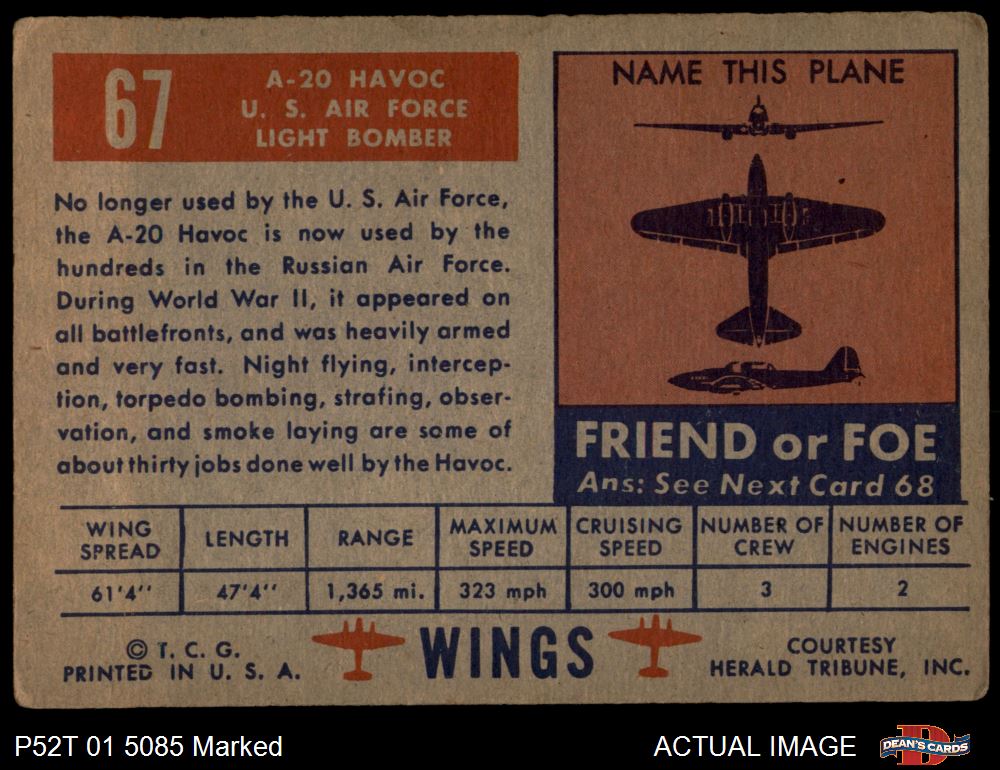 67
A-20 HAVOC
U. S. AIR FORCE
LIGHT BOMBER
No longer used by the U. S. Air Force,
the A-20 Havoc is now used by the
hundreds in the Russian Air Force.
During World War II, it appeared on
all battlefronts, and was heavily armed
and very fast. Night flying, intercep-
tion, torpedo bombing, strafing, obser-
vation, and smoke laying are some of
about thirty jobs done well by the Havoc.
NAME THIS PLANE
FRIEND or FOE
Ans: See Next Card 68
WING SPREAD LENGTH RANGE MAXIMUM SPEED CRUISING SPEED NUMBER OF CREW NUMBER OF ENGINES
61'4'' 47'4'' 1,365 mi. 323 mph 300 mph 3 2
© T. C. G.
PRINTED IN U. S. A.
WINGS
COURTESY
HERALD TRIBUNE, INC.
P52T 01 5085 Marked
ACTUAL IMAGE
DEAN'S CARDS